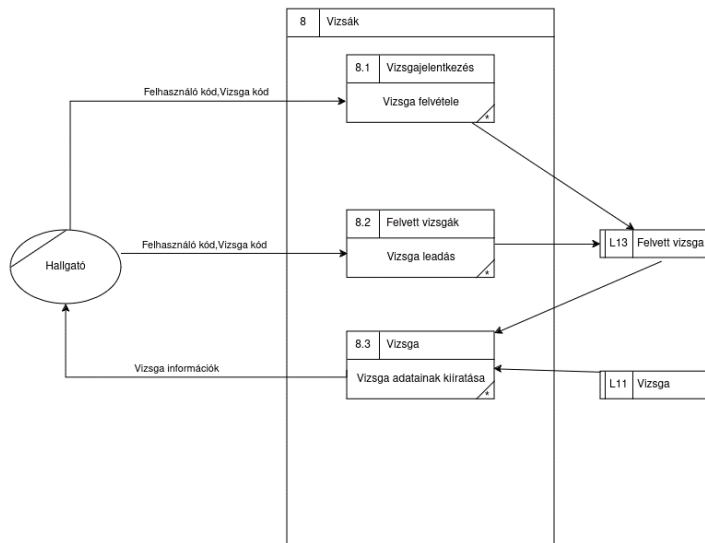 8 Vizsák
8.1 Vizsgajelentkezés
Felhasználó kód,Vizsga kód
Vizsga felvétele
*
8.2 Felvett vizsgák
Felhasználó kód,Vizsga kód
L13 Felvett vizsga
Hallgató
Vizsga leadás
*
8.3 Vizsga
Vizsga információk
Vizsga adatainak kiíratása
L11 Vizsga
*